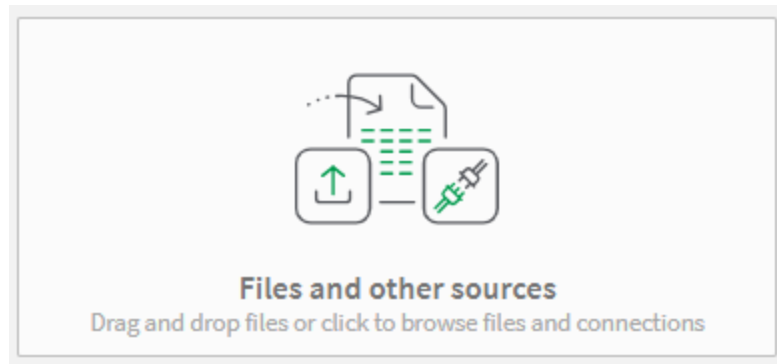 Files and other sources
Drag and drop files or click to browse files and connections